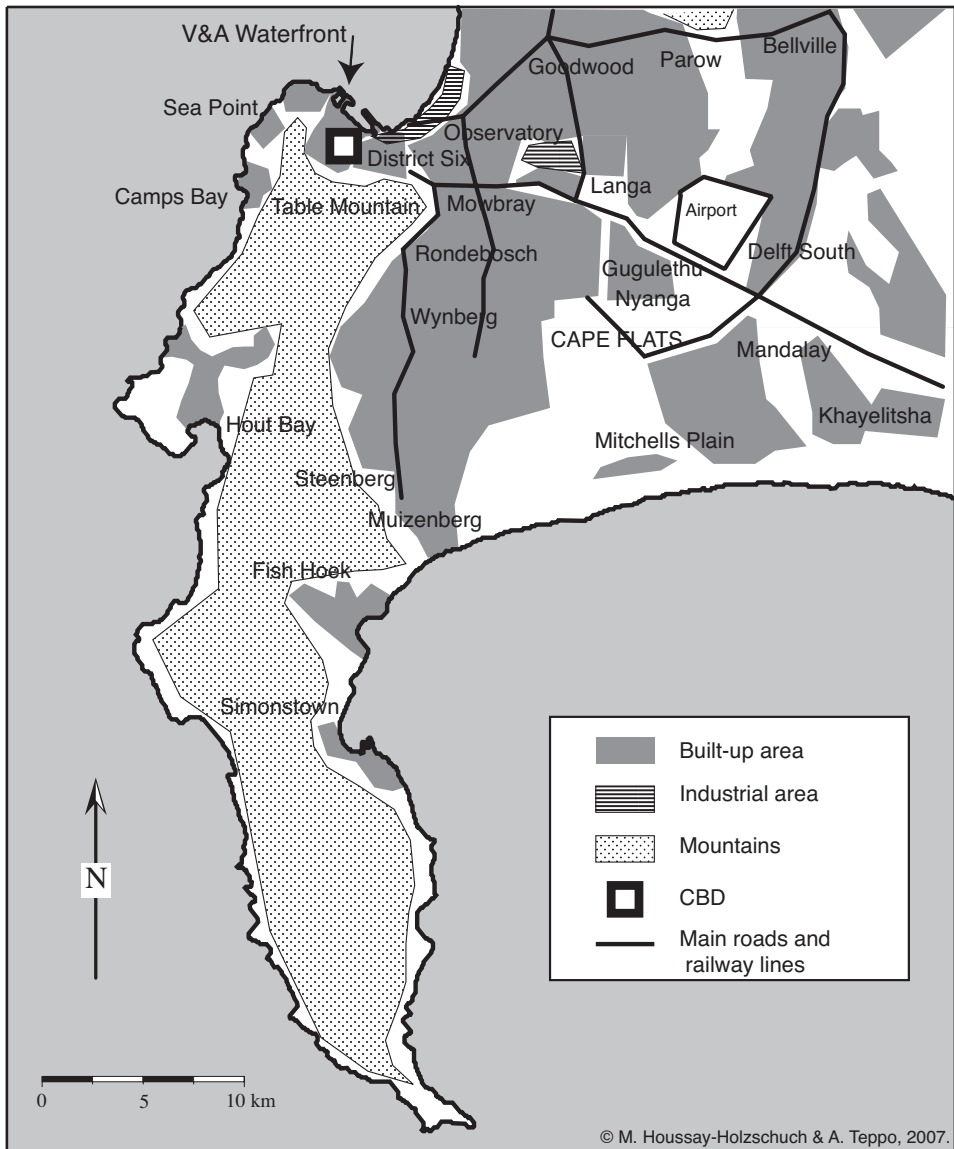 V&A Waterfront
Bellville
Parow
Goodwood
Sea Point
Observatory
District Six
Langa
Camps Bay
Table Mountain
Mowbray
Airport
Rondebosch
Delft South
Gugulethu
Nyanga
Wynberg
CAPE FLATS
Mandalay
Khayelitsha
Hout Bay
Mitchells Plain
Steenberg
Muizenberg
Fish Hoek
Simonstown
Built-up area
Industrial area
Mountains
CBD
Main roads and
railway lines
N
0 5 10 km
© M. Houssay-Holzschuch & A. Teppo, 2007.